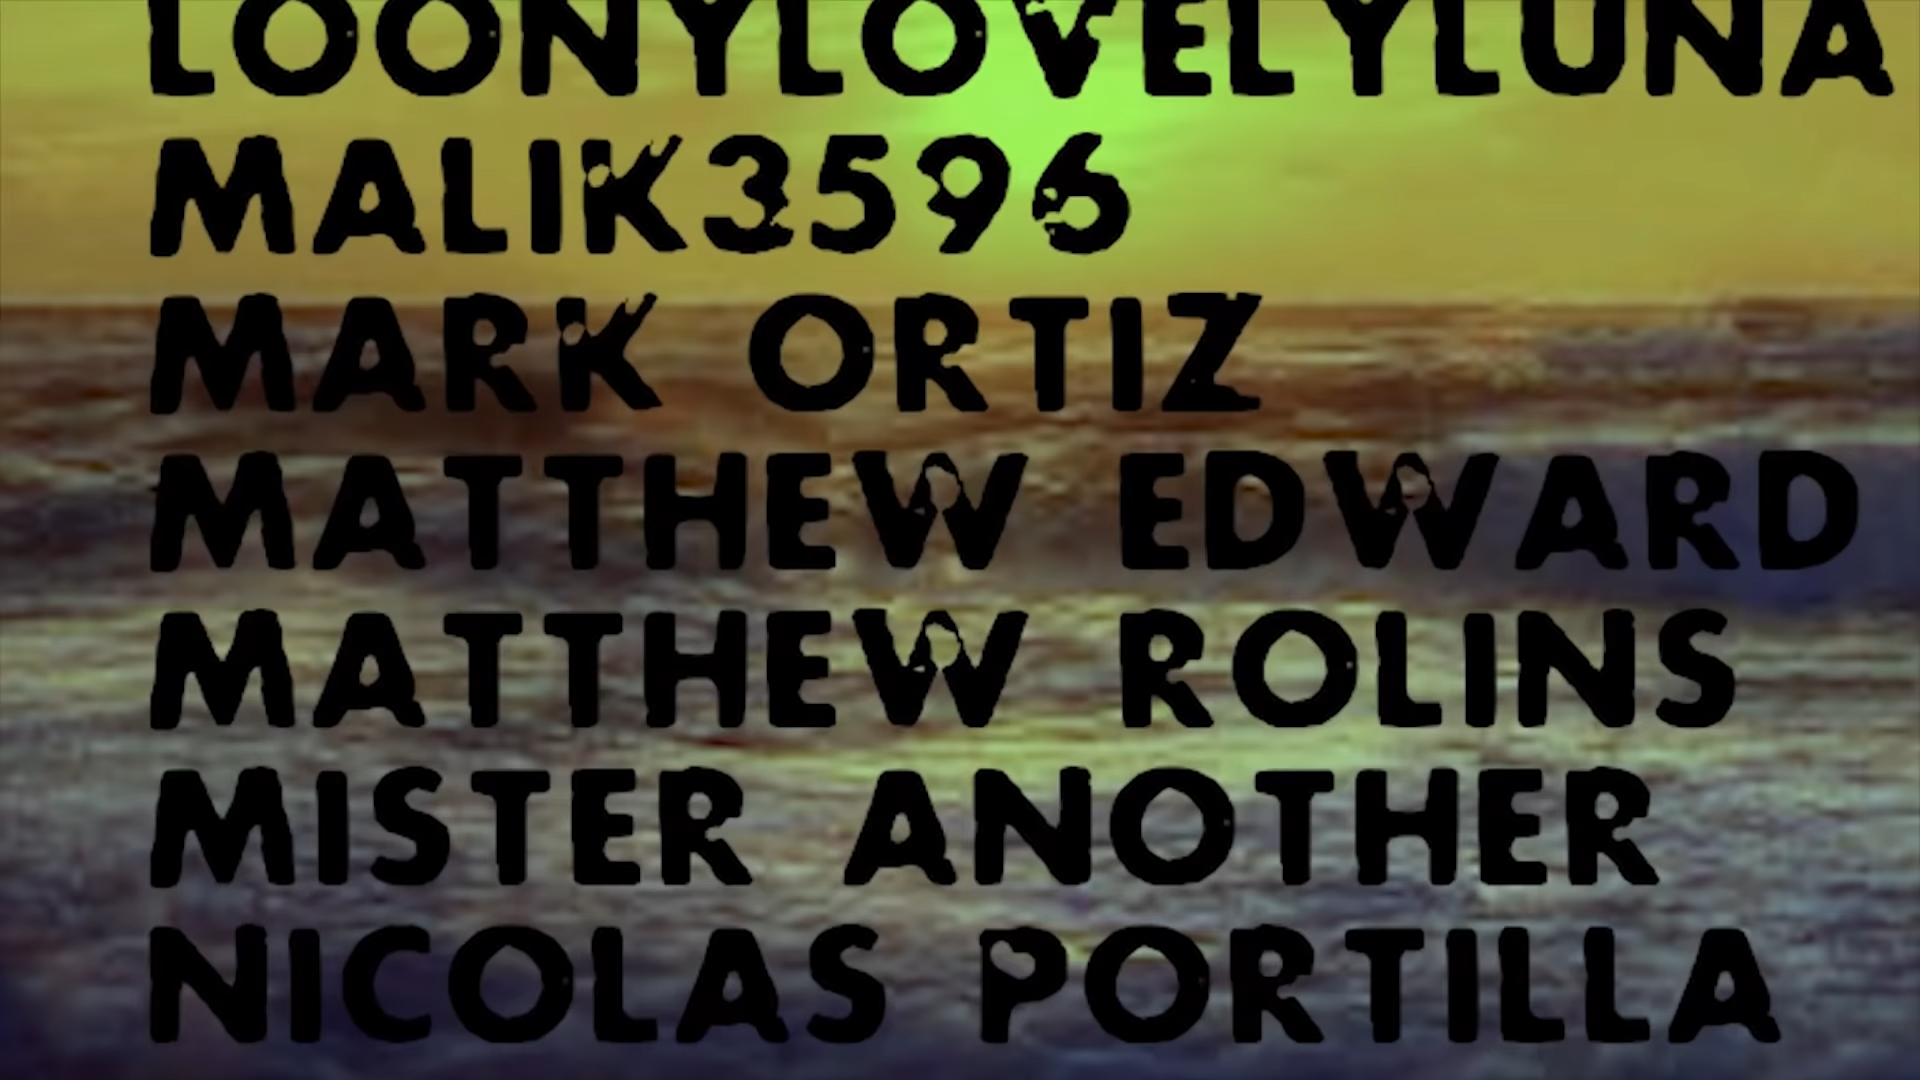 LOONYLOVELYLUNA
MALIK3596
MARK ORTIZ
MATTHEW EDWARD
MATTHEW ROLINS
MISTER ANOTHER
NICOLAS PORTILLA